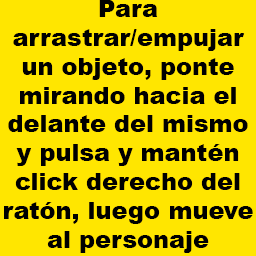 Para
arrastrar/empujar
un objeto, ponte
mirando hacia el
delante del mismo
y pulsa y mantén
click derecho del
ratón, luego mueve
al personaje